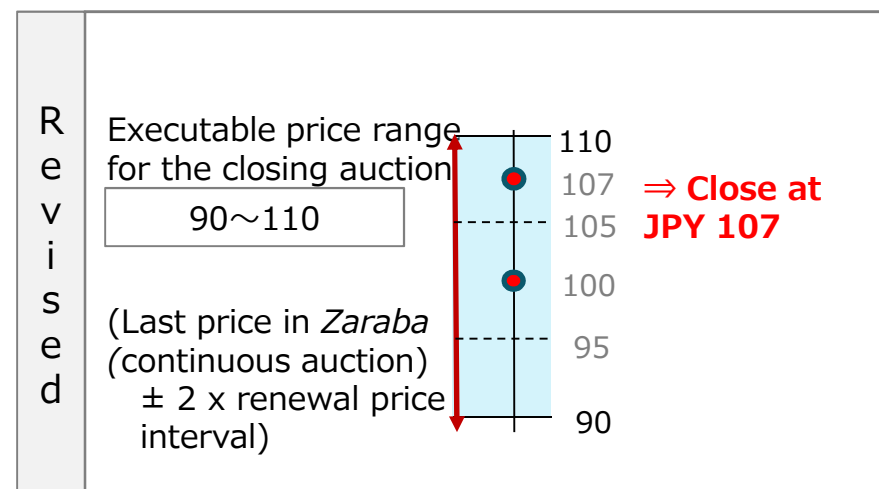 Revised
Executable price range
for the closing auction
90～110
(Last price in Zaraba
(continuous auction)
± 2 x renewal price
interval)
110
107
105
100
95
90
⇒ Close at
JPY 107